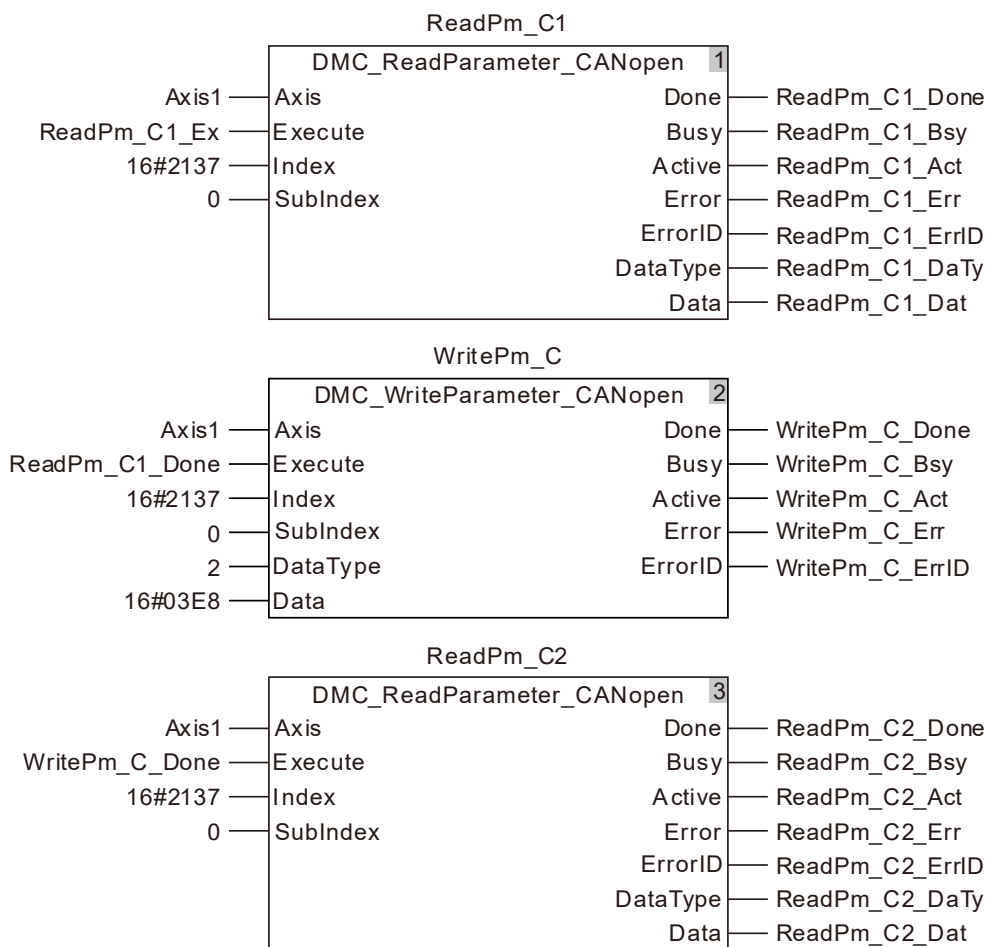 ReadPm_C1
DMC_ReadParameter_CANopen 1
Axis1 Axis Done ReadPm_C1_Done
ReadPm_C1_Ex Execute Busy ReadPm_C1_Bsy
16#2137 Index Active ReadPm_C1_Act
0 SubIndex Error ReadPm_C1_Err
ErrorID ReadPm_C1_ErrID
DataType ReadPm_C1_DaTy
Data ReadPm_C1_Dat
WritePm_C
DMC_WriteParameter_CANopen 2
Axis1 Axis Done WritePm_C_Done
ReadPm_C1_Done Execute Busy WritePm_C_Bsy
16#2137 Index Active WritePm_C_Act
0 SubIndex Error WritePm_C_Err
2 DataType ErrorID WritePm_C_ErrID
16#03E8 Data
ReadPm_C2
DMC_ReadParameter_CANopen 3
Axis1 Axis Done ReadPm_C2_Done
WritePm_C_Done Execute Busy ReadPm_C2_Bsy
16#2137 Index Active ReadPm_C2_Act
0 SubIndex Error ReadPm_C2_Err
ErrorID ReadPm_C2_ErrID
DataType ReadPm_C2_DaTy
Data ReadPm_C2_Dat